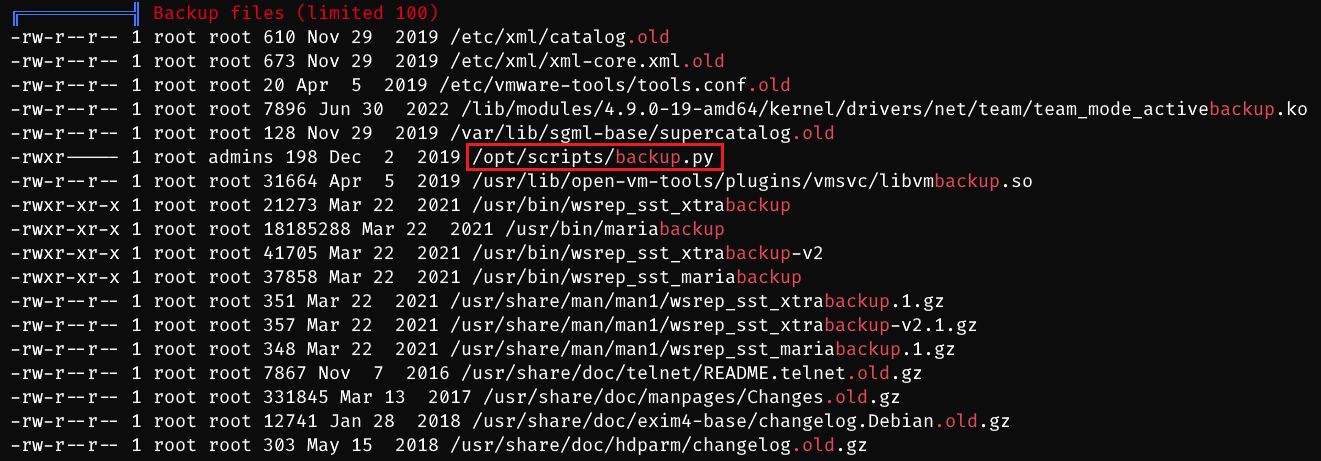 Backup files (limited 100)
-rw-r--r-- 1 root root 610 Nov 29  2019 /etc/xml/catalog.old
-rw-r--r-- 1 root root 673 Nov 29  2019 /etc/xml/xml-core.xml.old
-rw-r--r-- 1 root root 20 Apr  5  2019 /etc/vmware-tools/tools.conf.old
-rw-r--r-- 1 root root 7896 Jun 30  2022 /lib/modules/4.9.0-19-amd64/kernel/drivers/net/team/team_mode_activebackup.ko
-rw-r--r-- 1 root root 128 Nov 29  2019 /var/lib/sgml-base/supercatalog.old
-rwxr----- 1 root admins 198 Dec  2  2019 /opt/scripts/backup.py
-rw-r--r-- 1 root root 31664 Apr  5  2019 /usr/lib/open-vm-tools/plugins/vmsvc/libvmbackup.so
-rwxr-xr-x 1 root root 21273 Mar 22  2021 /usr/bin/wsrep_sst_xtrabackup
-rwxr-xr-x 1 root root 18185288 Mar 22  2021 /usr/bin/mariabackup
-rwxr-xr-x 1 root root 41705 Mar 22  2021 /usr/bin/wsrep_sst_xtrabackup-v2
-rwxr-xr-x 1 root root 37858 Mar 22  2021 /usr/bin/wsrep_sst_mariabackup
-rw-r--r-- 1 root root 351 Mar 22  2021 /usr/share/man/man1/wsrep_sst_xtrabackup.1.gz
-rw-r--r-- 1 root root 357 Mar 22  2021 /usr/share/man/man1/wsrep_sst_xtrabackup-v2.1.gz
-rw-r--r-- 1 root root 348 Mar 22  2021 /usr/share/man/man1/wsrep_sst_mariabackup.1.gz
-rw-r--r-- 1 root root 7867 Nov  7  2016 /usr/share/doc/telnet/README.telnet.old.gz
-rw-r--r-- 1 root root 331845 Mar 13  2017 /usr/share/doc/manpages/Changes.old.gz
-rw-r--r-- 1 root root 12741 Jan 28  2018 /usr/share/doc/exim4-base/changelog.Debian.old.gz
-rw-r--r-- 1 root root 303 May 15  2018 /usr/share/doc/hdparm/changelog.old.gz